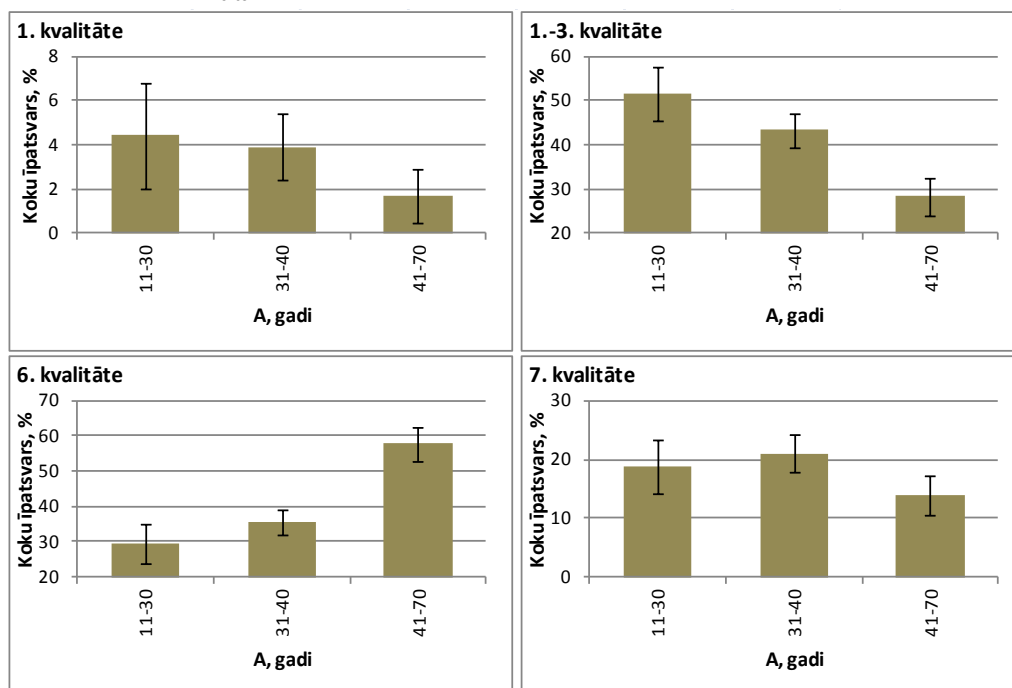 1. kvalitāte
Koku īpatsvars, %
8
6
4
2
0
11-30
31-40
41-70
A, gadi
1.-3. kvalitāte
Koku īpatsvars, %
60
50
40
30
20
11-30
31-40
41-70
A, gadi
6. kvalitāte
Koku īpatsvars, %
70
60
50
40
30
20
11-30
31-40
41-70
A, gadi
7. kvalitāte
Koku īpatsvars, %
30
20
10
0
11-30
31-40
41-70
A, gadi